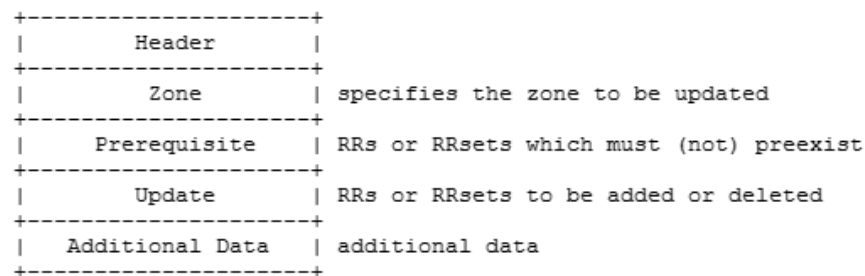 +---------------------+
|        Header       |
+---------------------+
|         Zone        | specifies the zone to be updated
+---------------------+
|     Prerequisite    | RRs or RRsets which must (not) preexist
+---------------------+
|        Update       | RRs or RRsets to be added or deleted
+---------------------+
|   Additional Data   | additional data
+---------------------+